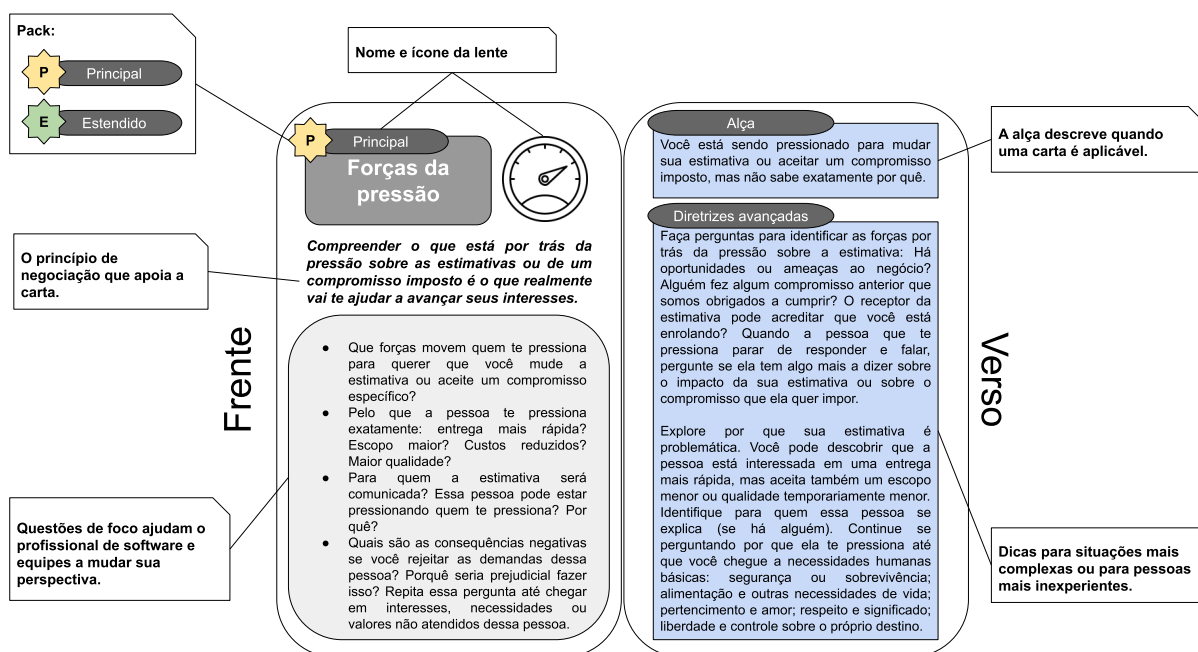 Pack:
P Principal
E Estendido
Nome e ícone da lente
O princípio de
negociação que apoia a
carta.
Questões de foco ajudam o
profissional de software e
equipes a mudar sua
perspectiva.
Frente
P Principal
Forças da
pressão
Compreender o que está por trás da
pressão sobre as estimativas ou de um
compromisso imposto é o que realmente
vai te ajudar a avançar seus interesses.
● Que forças movem quem te pressiona
para querer que você mude a
estimativa ou aceite um compromisso
específico?
● Pelo que a pessoa te pressiona
exatamente: entrega mais rápida?
Escopo maior? Custos reduzidos?
Maior qualidade?
● Para quem a estimativa será
comunicada? Essa pessoa pode estar
pressionando quem te pressiona? Por
quê?
● Quais são as consequências negativas
se você rejeitar as demandas dessa
pessoa? Porquê seria prejudicial fazer
isso? Repita essa pergunta até chegar
em interesses, necessidades ou
valores não atendidos dessa pessoa.
Alça
Você está sendo pressionado para mudar
sua estimativa ou aceitar um compromisso
imposto, mas não sabe exatamente por quê.
Diretrizes avançadas
Faça perguntas para identificar as forças por
trás da pressão sobre a estimativa: Há
oportunidades ou ameaças ao negócio?
Alguém fez algum compromisso anterior que
somos obrigados a cumprir? O receptor da
estimativa pode acreditar que você está
enrolando? Quando a pessoa que te
pressiona parar de responder e falar,
pergunte se ela tem algo mais a dizer sobre
o impacto da sua estimativa ou sobre o
compromisso que ela quer impor.
Explore por que sua estimativa é
problemática. Você pode descobrir que a
pessoa está interessada em uma entrega
mais rápida, mas aceita também um escopo
menor ou qualidade temporariamente menor.
Identifique para quem essa pessoa se
explica (se há alguém). Continue se
perguntando por que ela te pressiona até
que você chegue a necessidades humanas
básicas: segurança ou sobrevivência;
alimentação e outras necessidades de vida;
pertencimento e amor; respeito e significado;
liberdade e controle sobre o próprio destino.
Verso
A alça descreve quando
uma carta é aplicável.
Dicas para situações mais
complexas ou para pessoas
mais inexperientes.